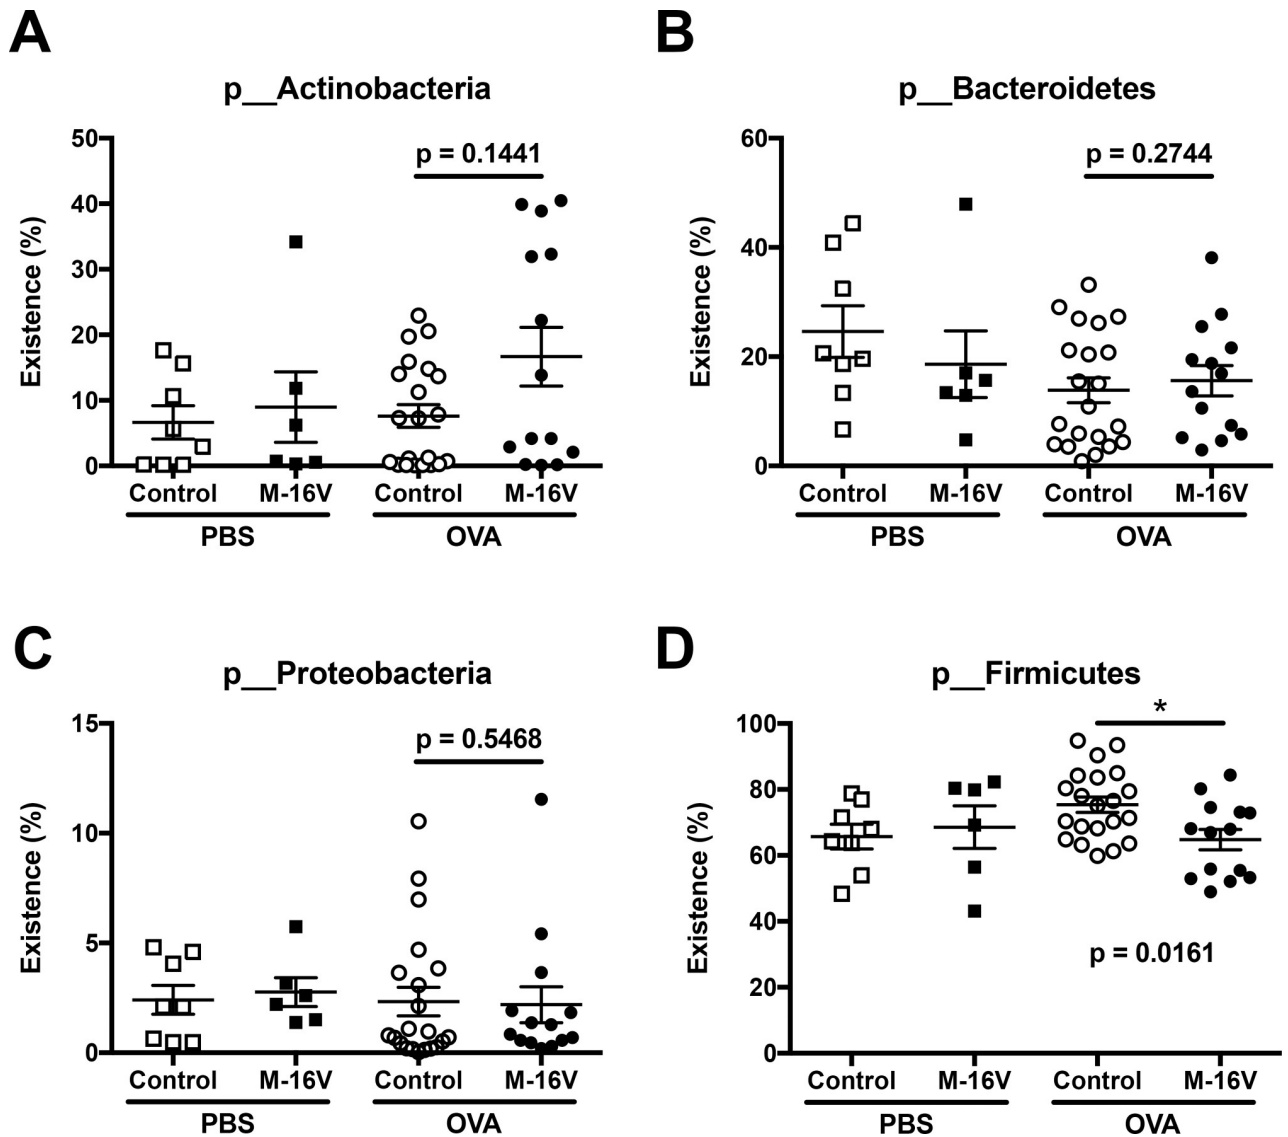 A
p__Actinobacteria
50
40
30
20
10
0
Existence (%)
p = 0.1441
Control
M-16V
Control
M-16V
PBS
OVA
B
p__Bacteroidetes
60
40
20
0
Existence (%)
p = 0.2744
Control
M-16V
Control
M-16V
PBS
OVA
C
p__Proteobacteria
15
10
5
0
Existence (%)
p = 0.5468
Control
M-16V
Control
M-16V
PBS
OVA
D
p__Firmicutes
100
80
60
40
20
0
Existence (%)
*
p = 0.0161
Control
M-16V
Control
M-16V
PBS
OVA